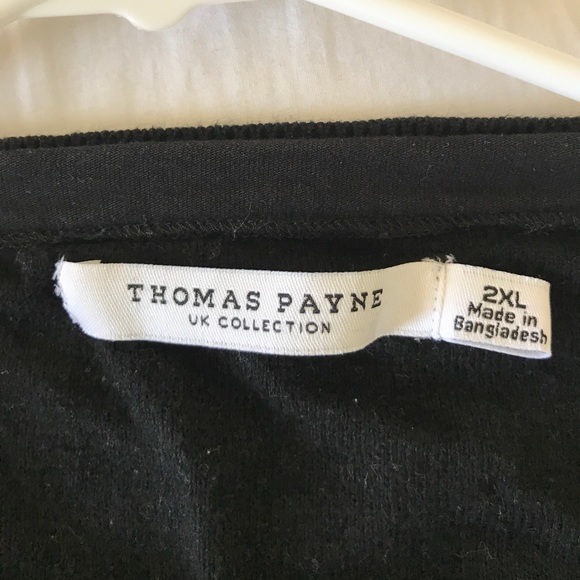 THOMAS PAYNE
UK COLLECTION
2XL
Made in
Bangladesh